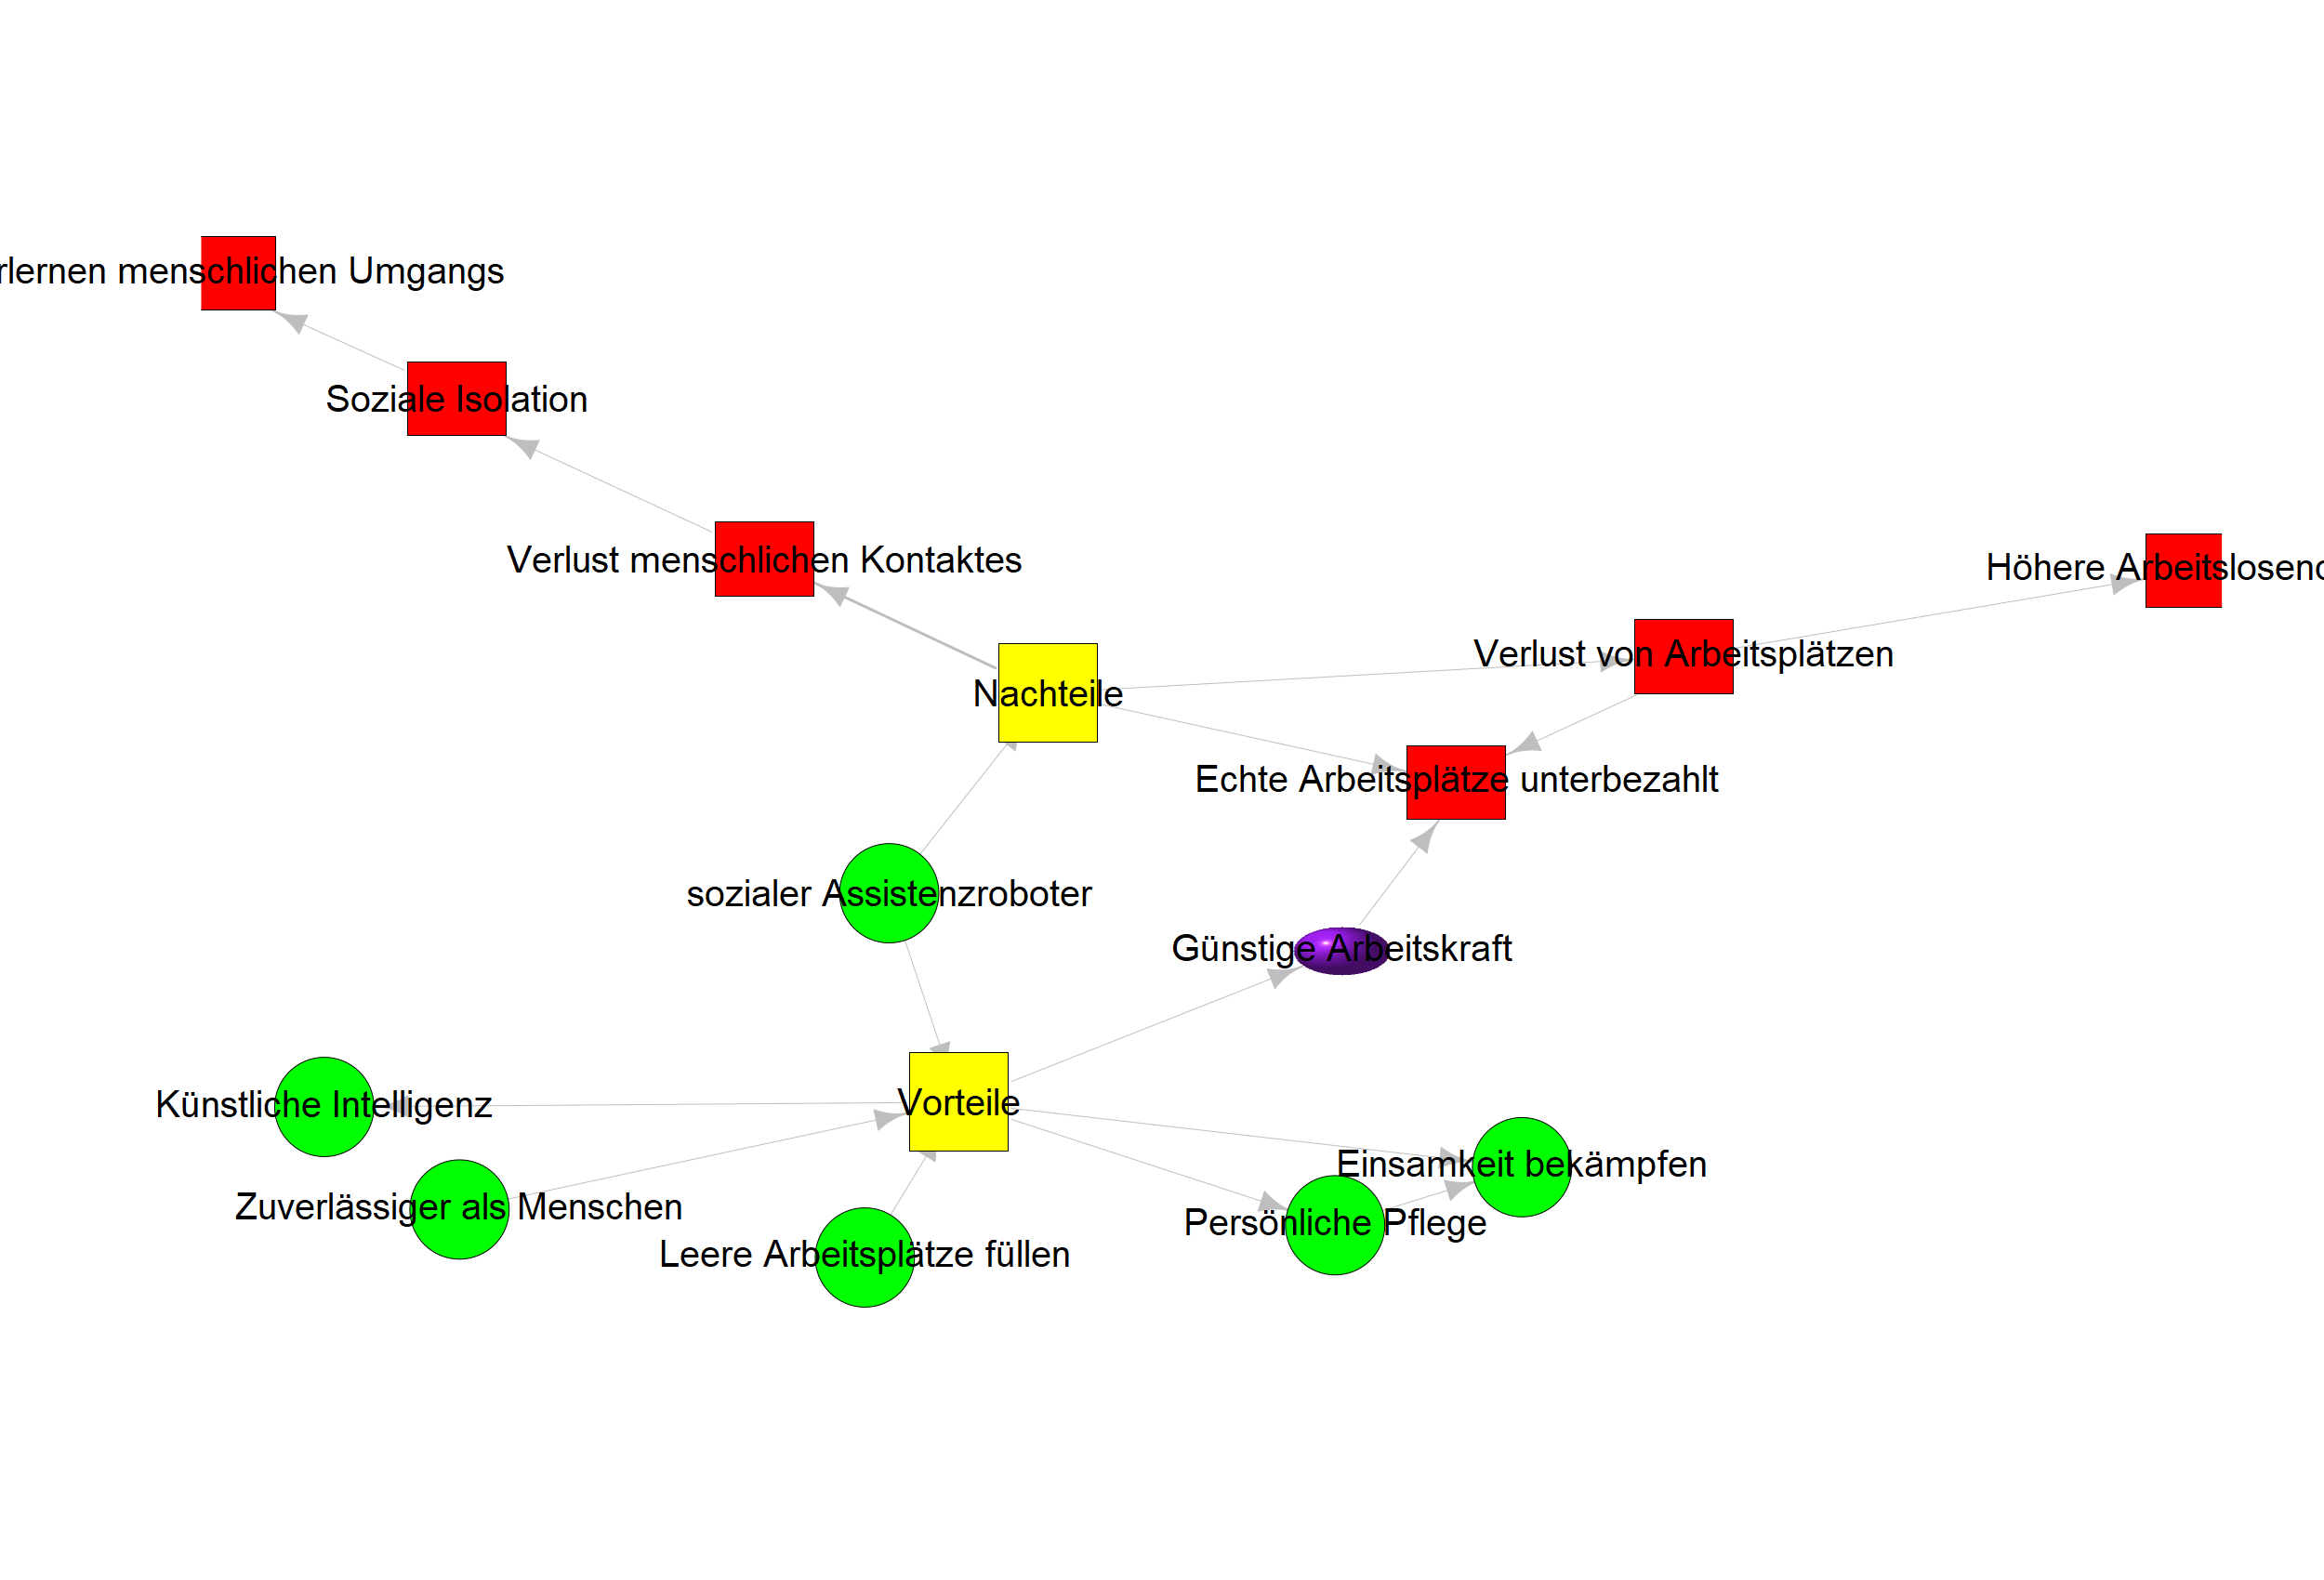 rlernen menschlichen Umgangs
Soziale Isolation
Verlust menschlichen Kontaktes
Höhere Arbeitslosen
Verlust von Arbeitsplätzen
Nachteile
Echte Arbeitsplätze unterbezahlt
sozialer Assistenzroboter
Günstige Arbeitskraft
Künstliche Intelligenz
Vorteile
Einsamkeit bekämpfen
Zuverlässiger als Menschen
Persönliche Pflege
Leere Arbeitsplätze füllen